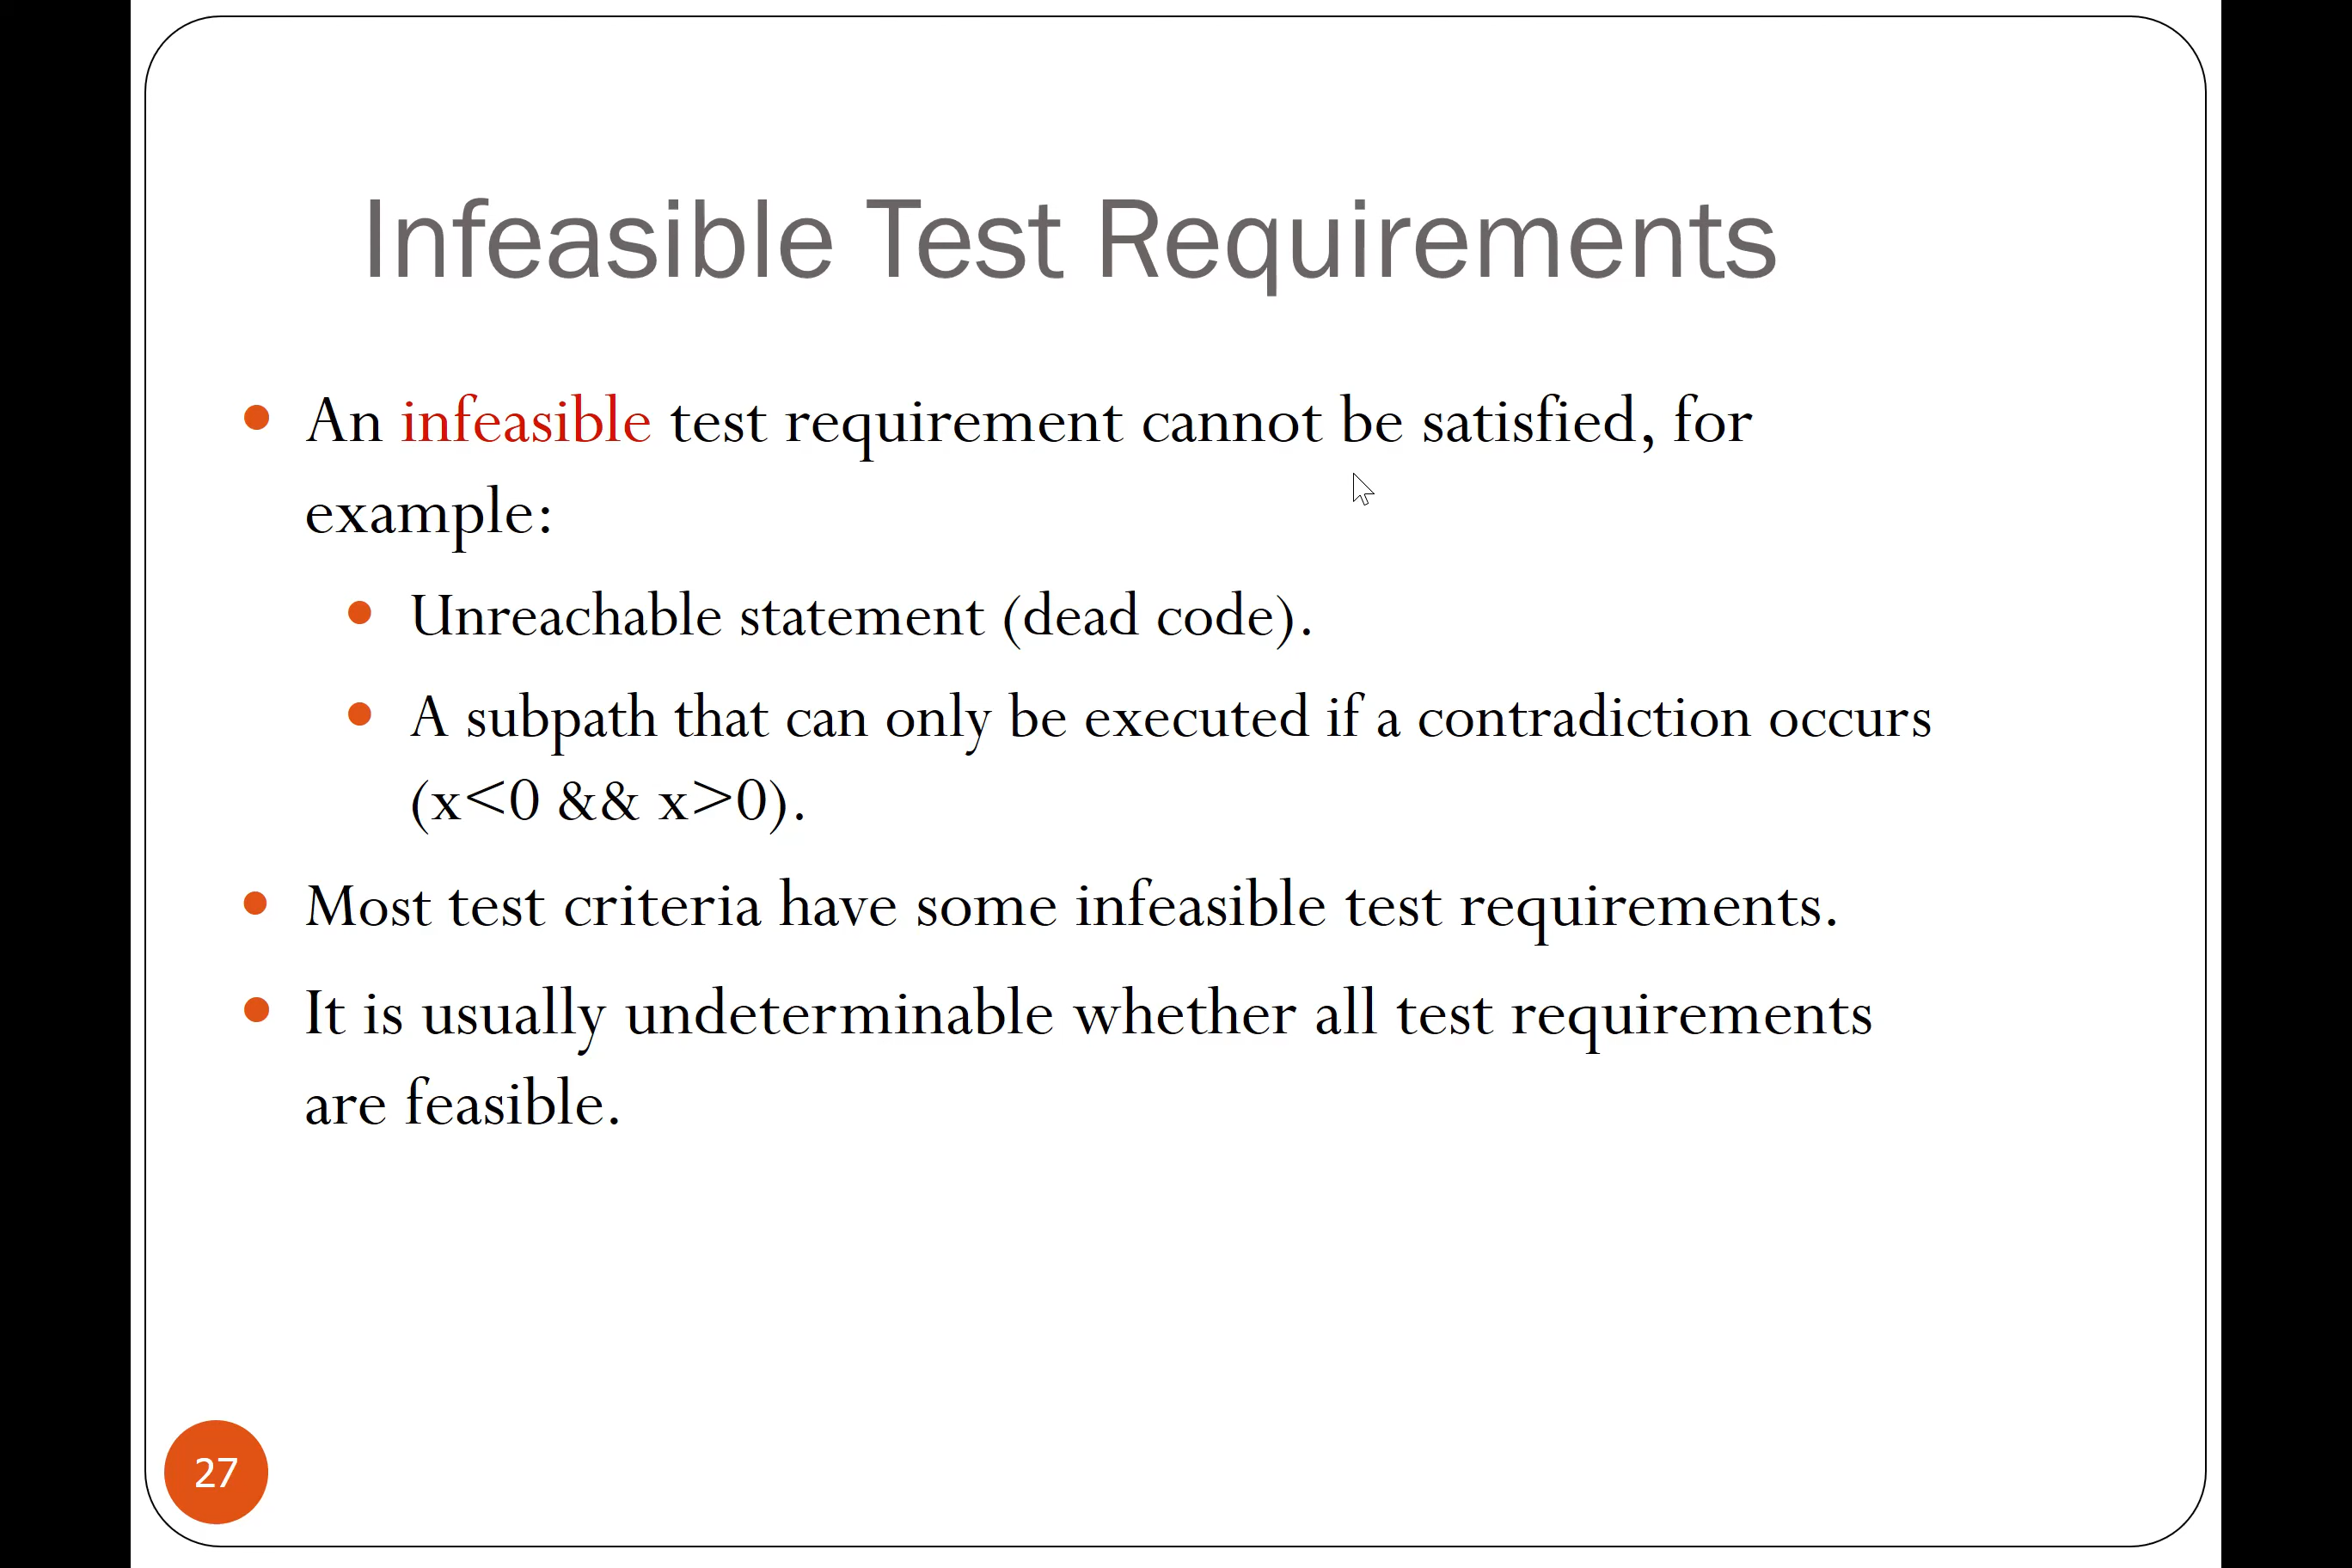 Infeasible Test Requirements
An infeasible test requirement cannot be satisfied, for
example:
Unreachable statement (dead code).
A subpath that can only be executed if a contradiction occurs
(x<0 && x>0).
Most test criteria have some infeasible test requirements.
It is usually undeterminable whether all test requirements
are feasible.
27